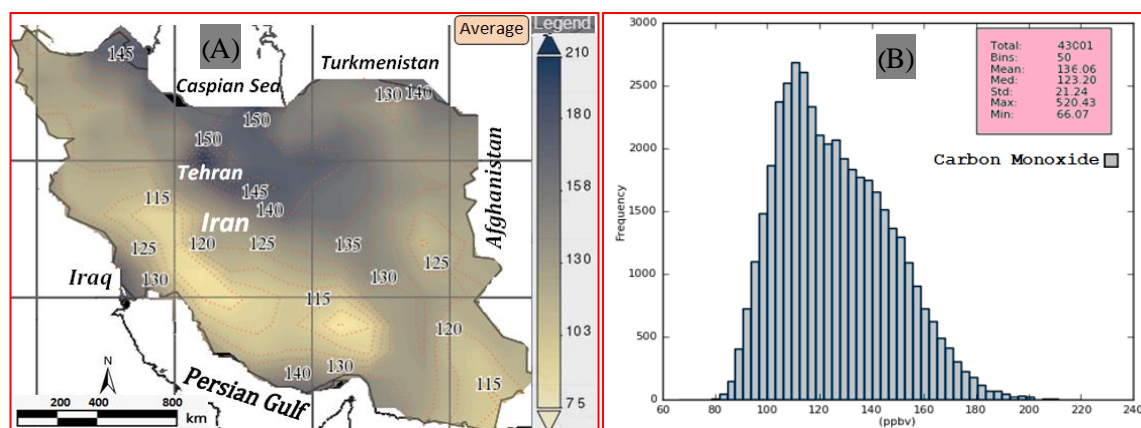 (A)
Average
Legend
145
Caspian Sea
Turkmenistan
130
140
150
150
Tehran
145
115
140
Iran
125
120
125
135
125
Afghanistan
Iraq
130
130
115
120
140
130
115
Persian Gulf
N
200 400 800
km
210
180
158
130
103
75
(B)
3000
2500
2000
1500
1000
500
0
Frequency
60 80 100 120 140 160 180 200 220 240
(ppbv)
Total: 43001
Bins: 50
Mean: 136.06
Med: 123.20
Std: 21.24
Max: 520.43
Min: 66.07
Carbon Monoxide